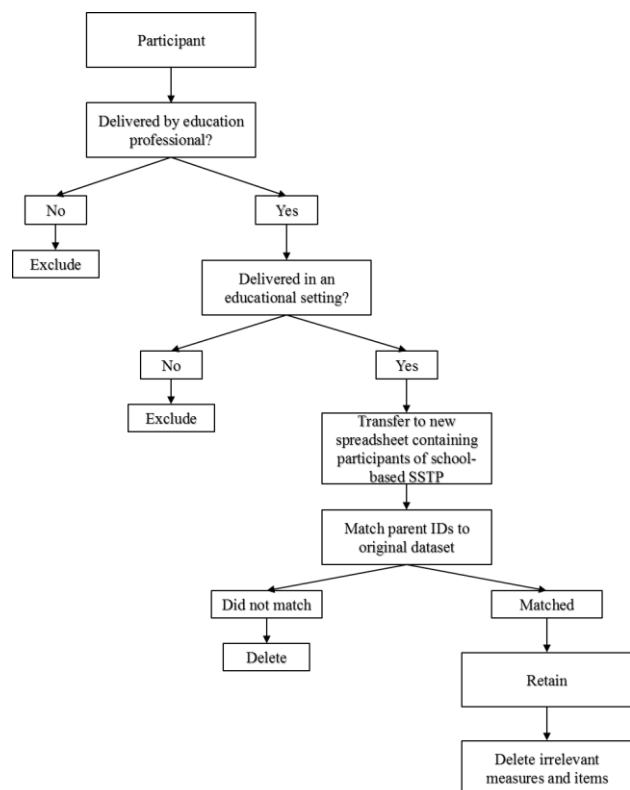 Participant
Delivered by education
professional?
No
Yes
Exclude
Delivered in an
educational setting?
No
Yes
Exclude
Transfer to new
spreadsheet containing
participants of school-
based SSTP
Match parent IDs to
original dataset
Did not match
Matched
Delete
Retain
Delete irrelevant
measures and items